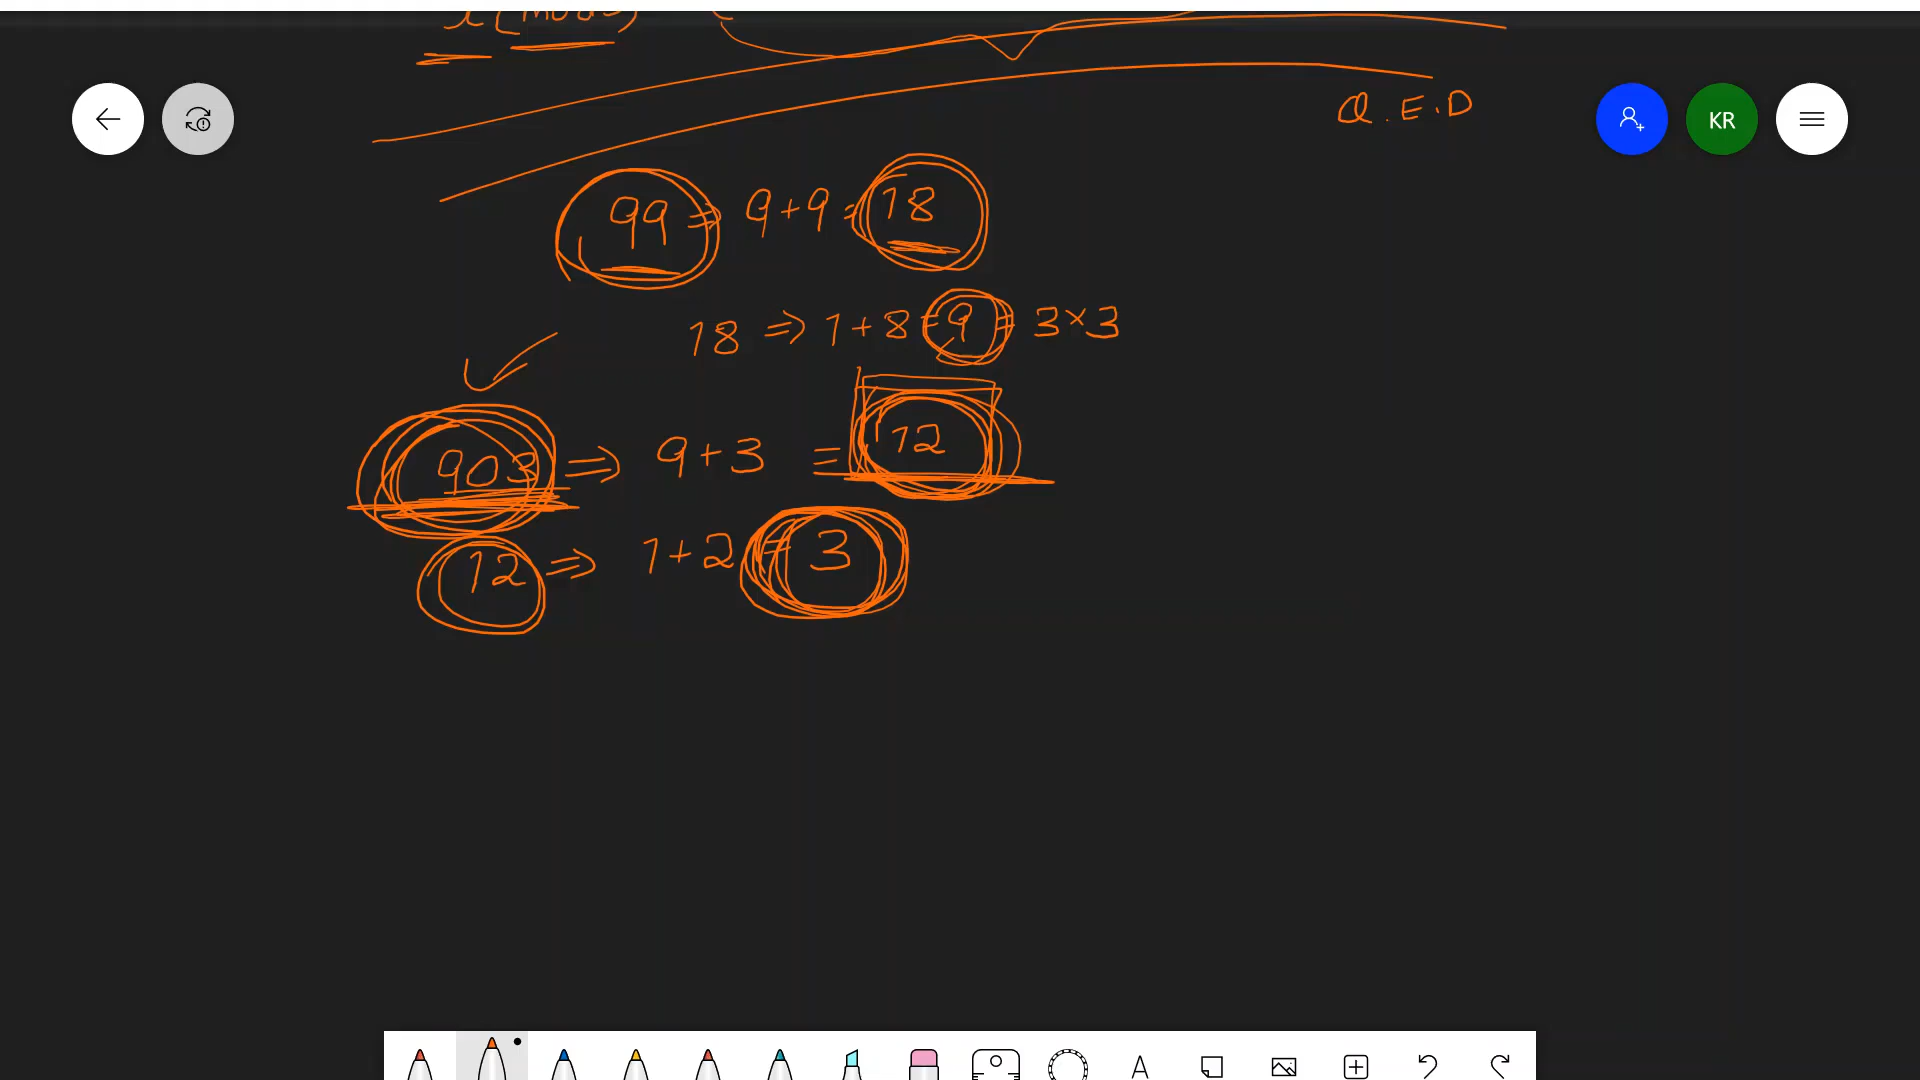 Q.E.D
KR
99 ⇒ 9+9 = 18
18 ⇒ 1+8 = 9 = 3×3
903 ⇒ 9+3 = 12
12 ⇒ 1+2 = 3
A